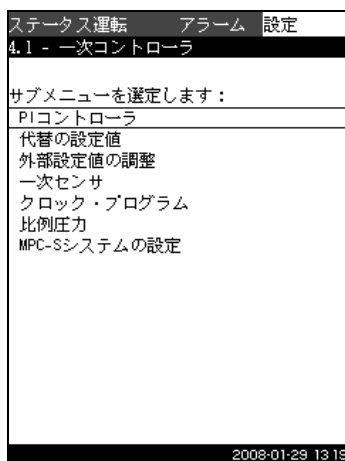 ステータス運転 アラーム 設定
4.1 - 一次コントローラ
サブメニューを選定します：
PIコントローラ
代替の設定値
外部設定値の調整
一次センサ
クロック・プログラム
比例圧力
MPC-Sシステムの設定
2008-01-29 13:19